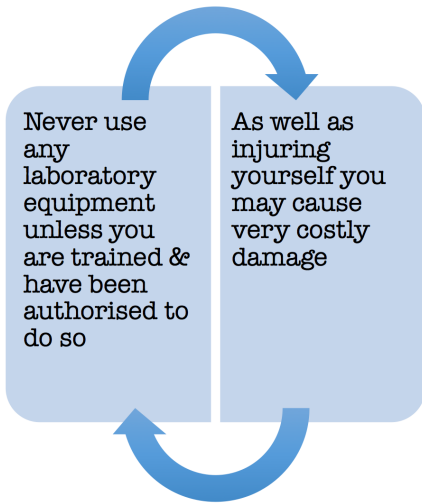 Never use
any
laboratory
equipment
unless you
are trained &
have been
authorised to
do so
As well as
injuring
yourself you
may cause
very costly
damage